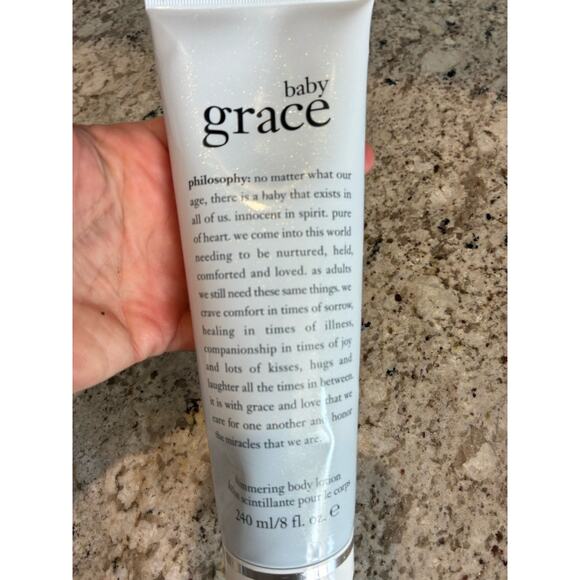 baby
grace
philosophy: no matter what our
age, there is a baby that exists in
all of us. innocent in spirit. pure
of heart. we come into this world
needing to be nurtured, held,
comforted and loved. as adults
we still need these same things. we
crave comfort in times of sorrow,
healing in times of illness,
companionship in times of joy
and lots of kisses, hugs and
laughter all the times in between.
it is with grace and love that we
care for one another and honor
the miracles that we are.
shimmering body lotion
lait scintillante pour le corps
240 ml/8 fl. oz. ℮